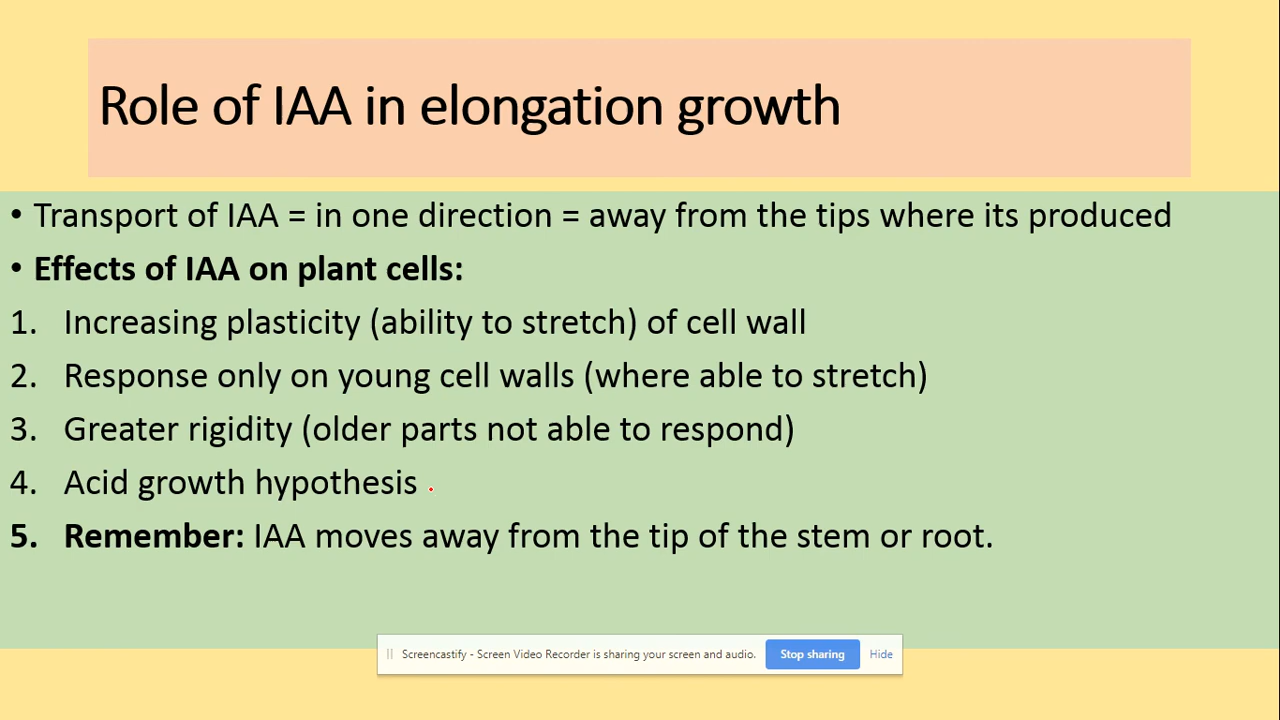 Role of IAA in elongation growth
• Transport of IAA = in one direction = away from the tips where its produced
• Effects of IAA on plant cells:
1. Increasing plasticity (ability to stretch) of cell wall
2. Response only on young cell walls (where able to stretch)
3. Greater rigidity (older parts not able to respond)
4. Acid growth hypothesis
5. Remember: IAA moves away from the tip of the stem or root.
Screencastify - Screen Video Recorder is sharing your screen and audio. Stop sharing Hide